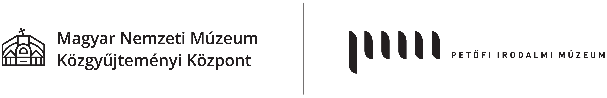 Magyar Nemzeti Múzeum
Közgyűjteményi Központ
PETŐFI IRODALMI MÚZEUM